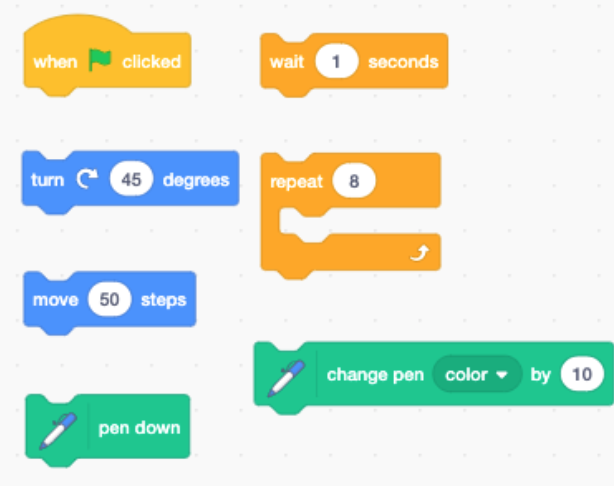 when clicked
wait 1 seconds
turn 45 degrees
repeat 8
move 50 steps
change pen color by 10
pen down